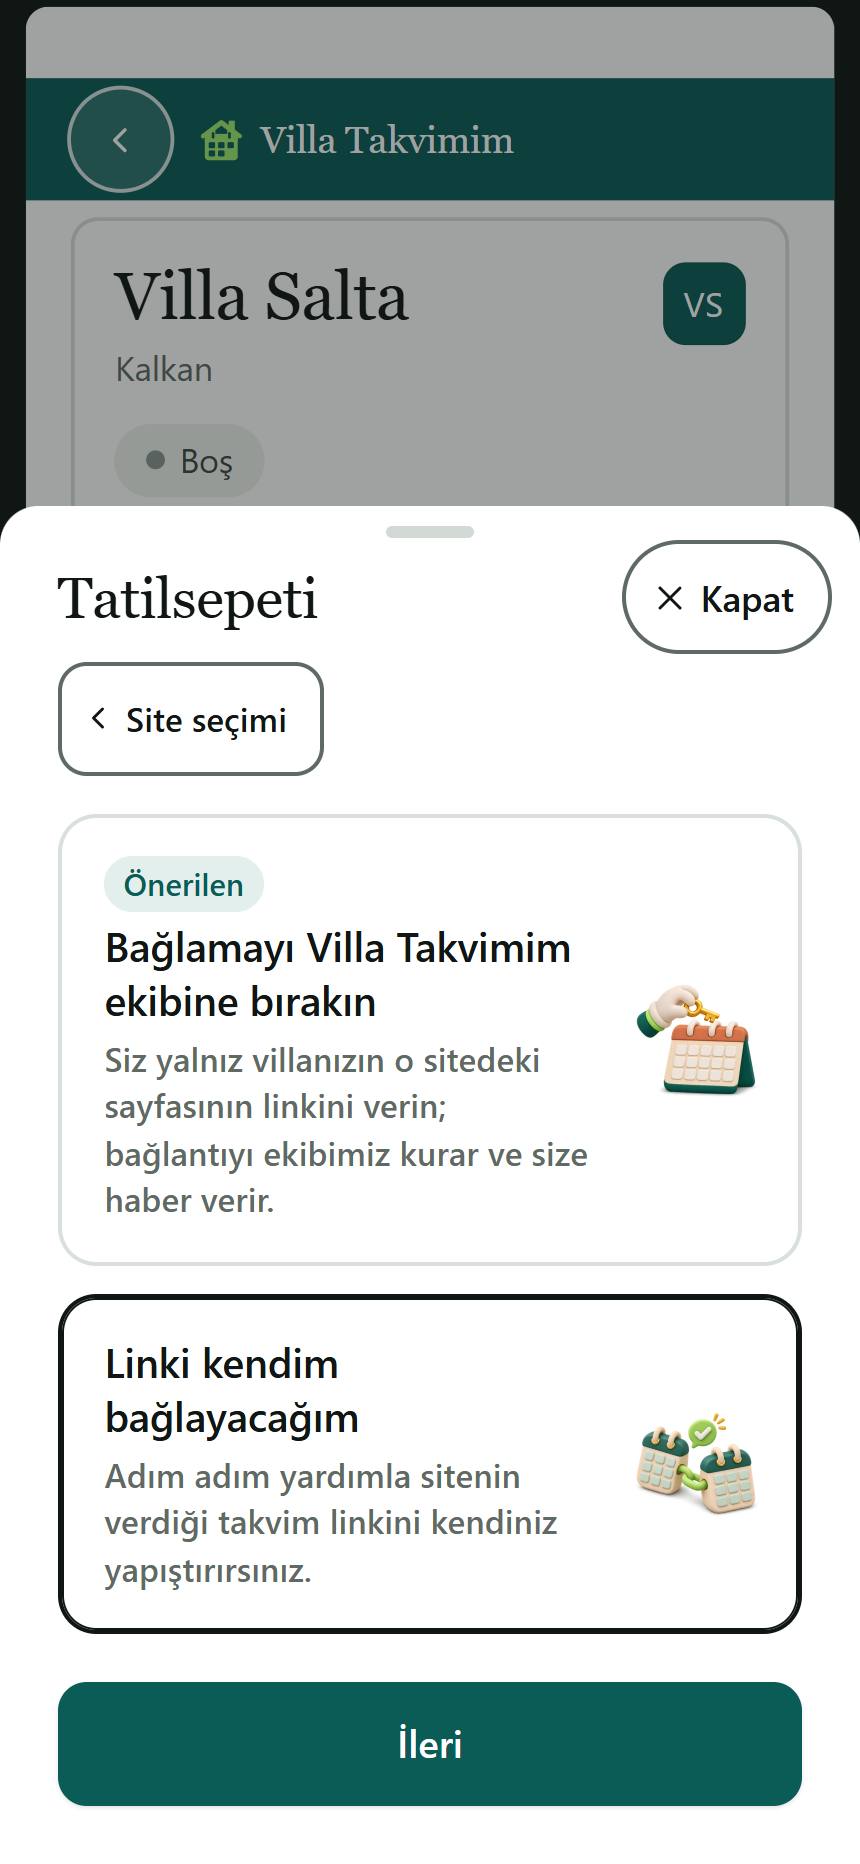 Villa Takvimim
Villa Salta
VS
Kalkan
Boş
Tatilsepeti
Kapat
Site seçimi
Önerilen
Bağlamayı Villa Takvimim
ekibine bırakın
Siz yalnız villanızın o sitedeki
sayfasının linkini verin;
bağlantıyı ekibimiz kurar ve size
haber verir.
Linki kendim
bağlayacağım
Adım adım yardımla sitenin
verdiği takvim linkini kendiniz
yapıştırırsınız.
İleri